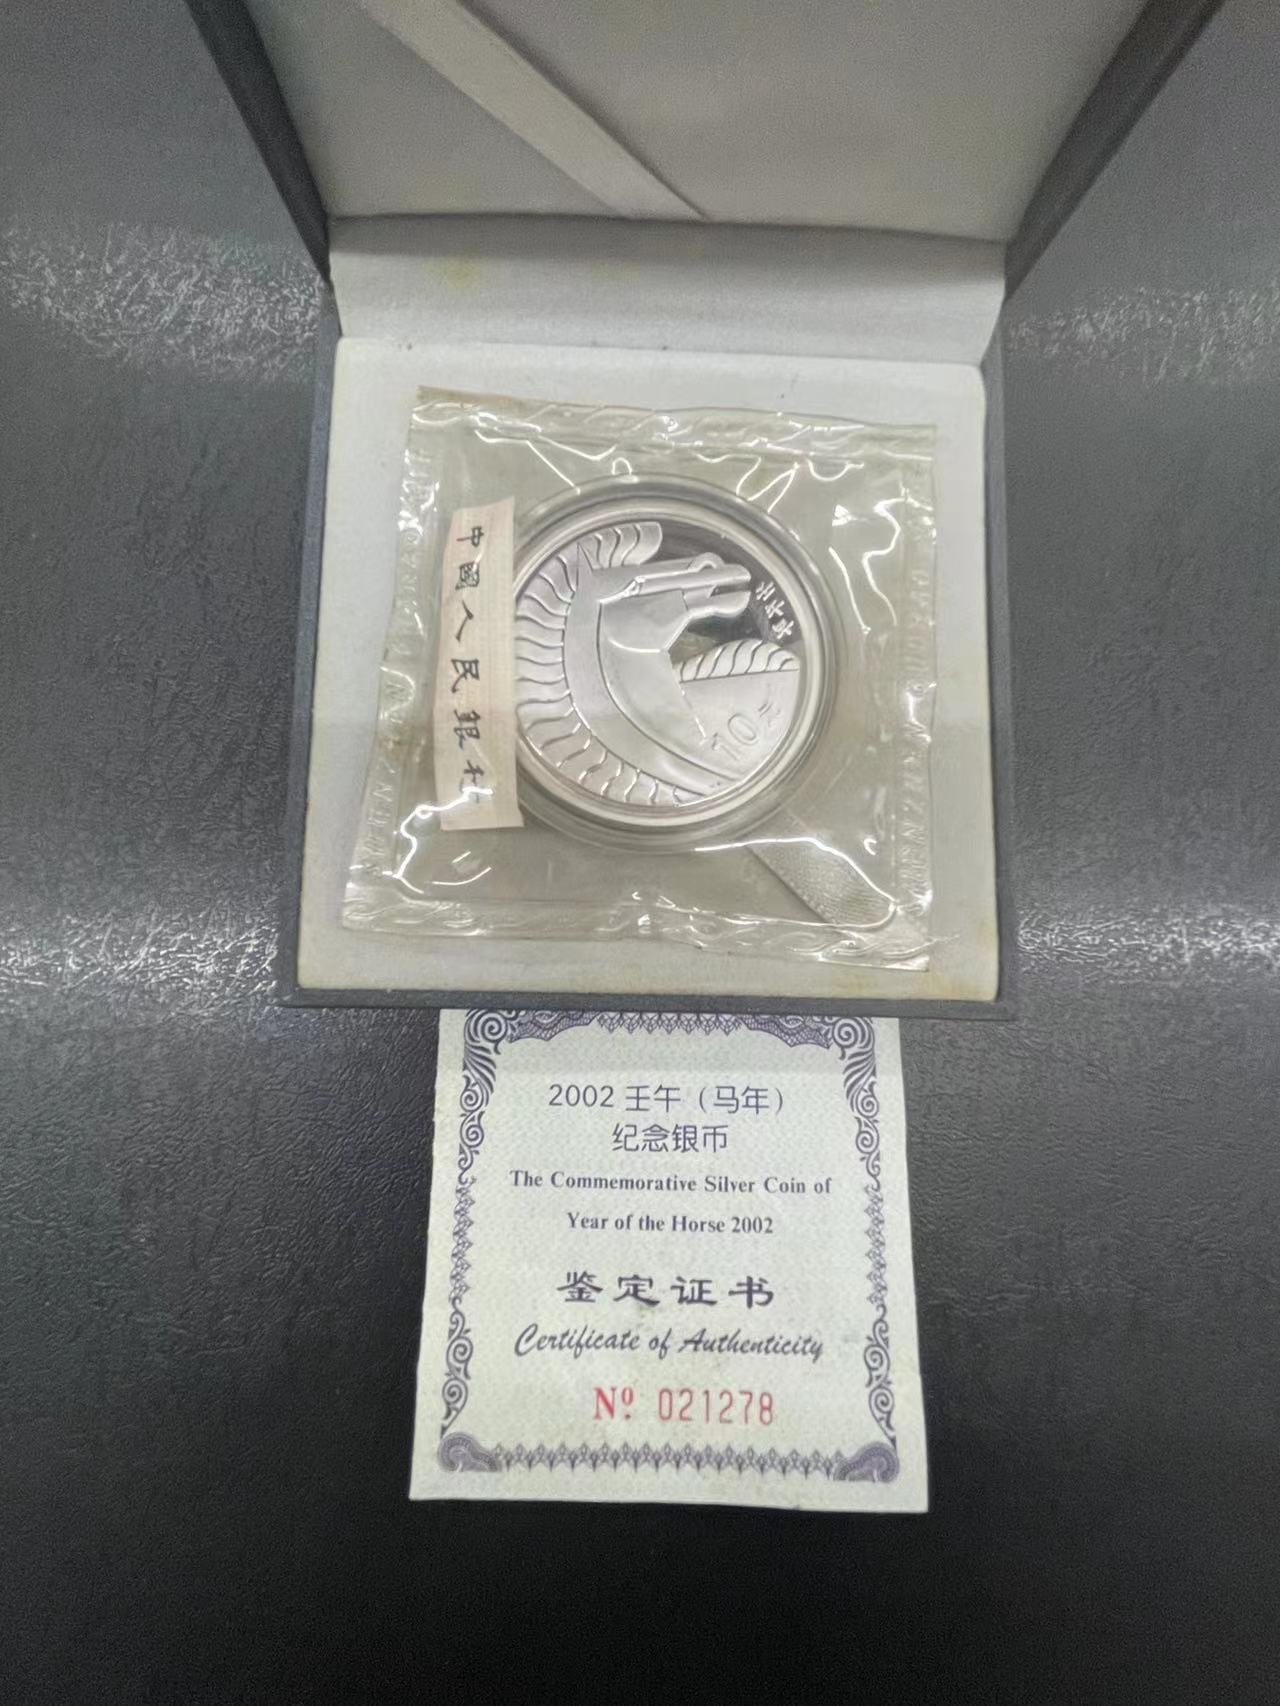 中國人民銀行
壬午年
10元
2002 壬午（马年）
纪念银币
The Commemorative Silver Coin of
Year of the Horse 2002
鉴定证书
Certificate of Authenticity
Nº 021278